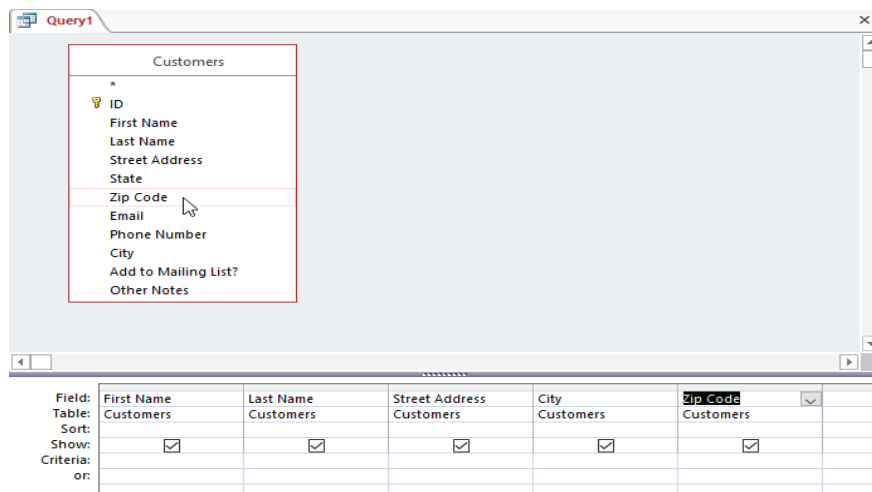 Query1
Customers
*
ID
First Name
Last Name
Street Address
State
Zip Code
Email
Phone Number
City
Add to Mailing List?
Other Notes
Field: First Name Last Name Street Address City Zip Code
Table: Customers Customers Customers Customers Customers
Sort:
Show:
Criteria:
or: